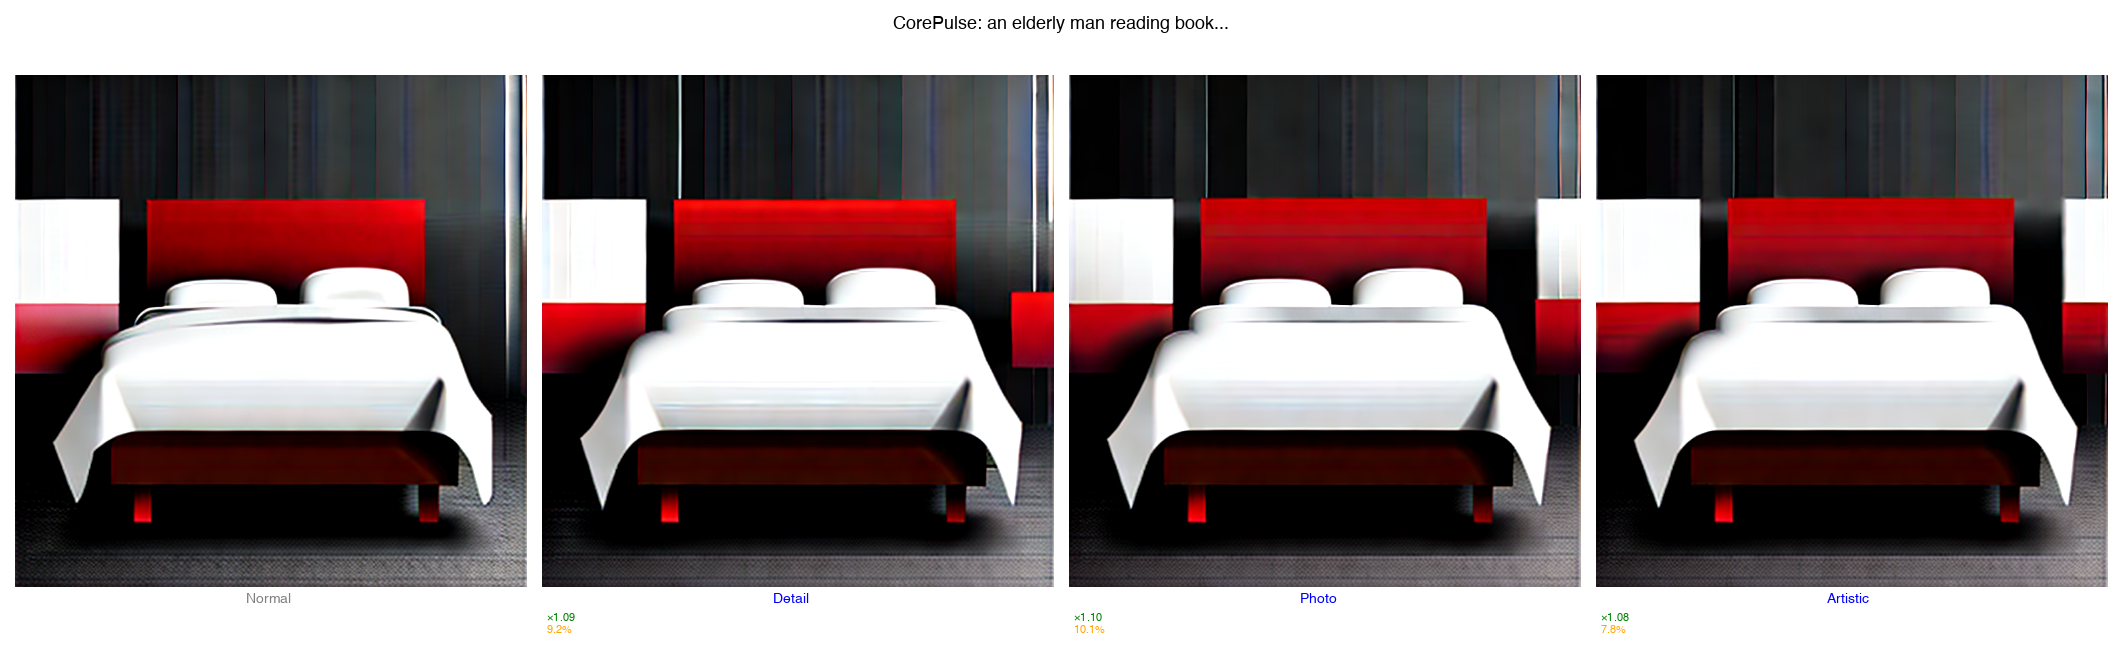 CorePulse: an elderly man reading book...
Normal
Detail
Photo
Artistic
×1.09
×1.10
×1.08
9.2%
10.1%
7.8%